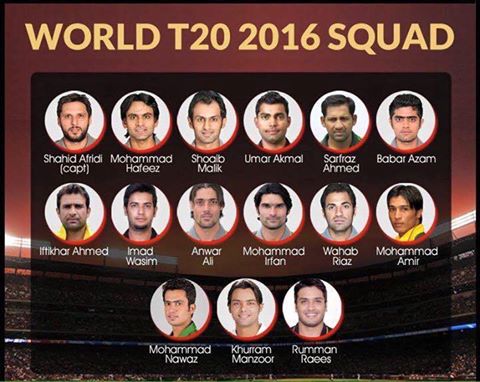 WORLD T20 2016 SQUAD
Shahid Afridi
(capt)
Mohammad
Hafeez
Shoaib
Malik
Umar Akmal
Sarfraz
Ahmed
Babar Azam
Iftikhar Ahmed
Imad
Wasim
Anwar
Ali
Mohammad
Irfan
Wahab
Riaz
Mohammad
Amir
Mohammad
Nawaz
Khurram
Manzoor
Rumman
Raees